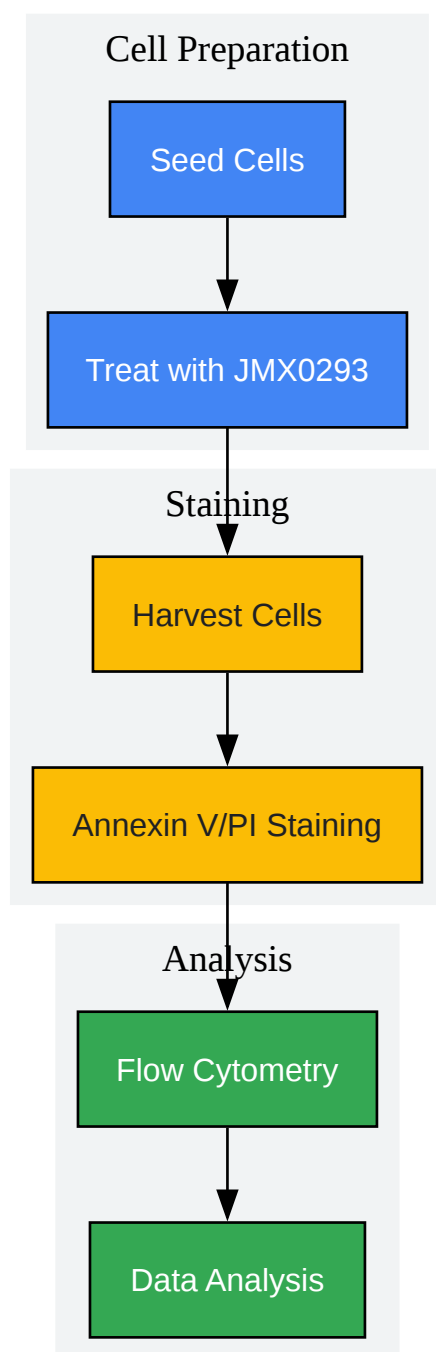 Cell Preparation
Seed Cells
Treat with JMX0293
Staining
Harvest Cells
Annexin V/PI Staining
Analysis
Flow Cytometry
Data Analysis